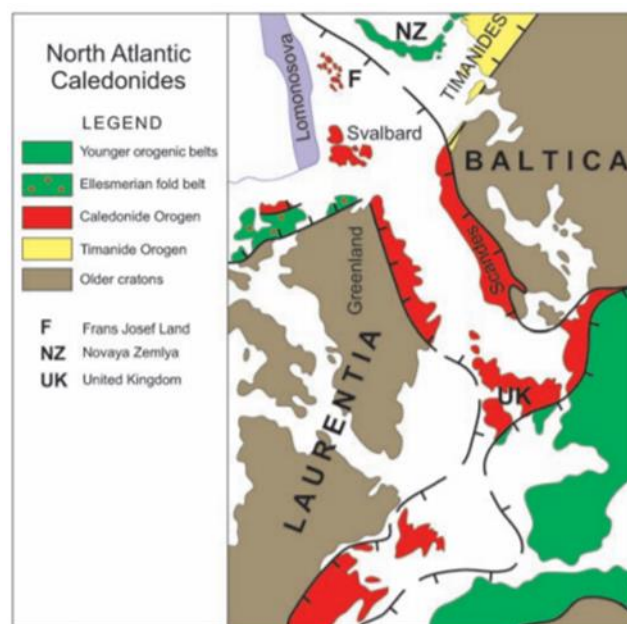 North Atlantic
Caledonides
LEGEND
Younger orogenic belts
Ellesmerian fold belt
Caledonide Orogen
Timanide Orogen
Older cratons
F Frans Josef Land
NZ Novaya Zemlya
UK United Kingdom
Lomonosova
F
NZ
TIMANIDES
Svalbard
BALTICA
Greenland
Scandes
LAURENTIA
UK